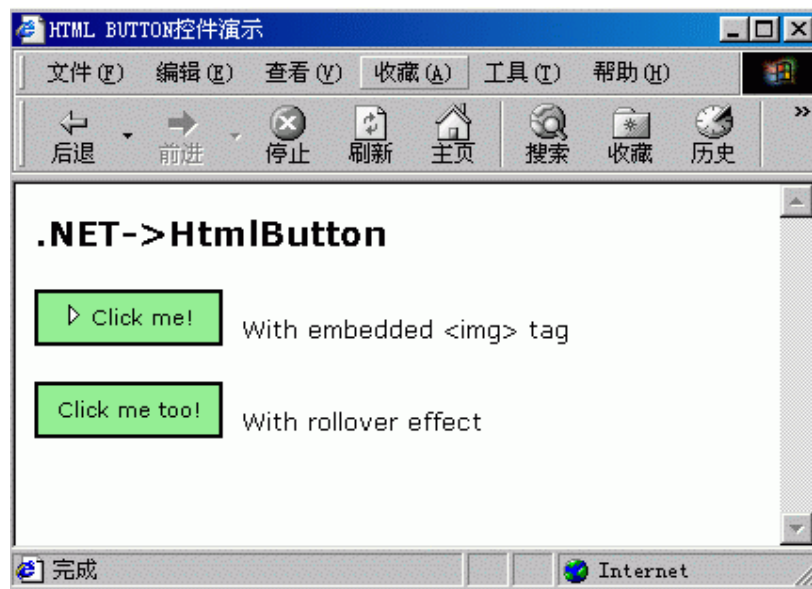 HTML BUTTON控件演示
文件(F) 编辑(E) 查看(V) 收藏(A) 工具(T) 帮助(H)
后退 前进 停止 刷新 主页 搜索 收藏 历史 »
.NET->HtmlButton
Click me! With embedded <img> tag
Click me too! With rollover effect
完成 Internet